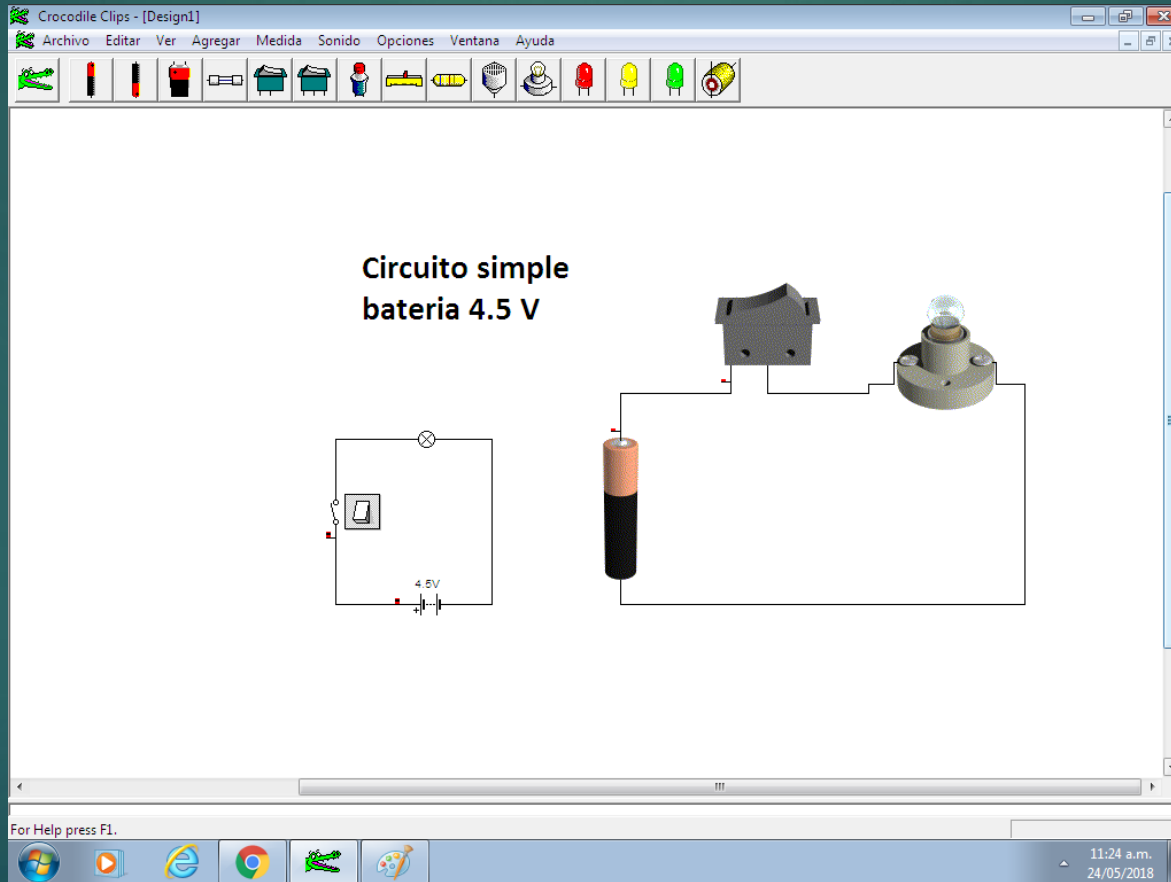 Crocodile Clips - [Design1]
Archivo Editar Ver Agregar Medida Sonido Opciones Ventana Ayuda
Circuito simple
bateria 4.5 V
4.5V
+
For Help press F1.
11:24 a.m.
24/05/2018